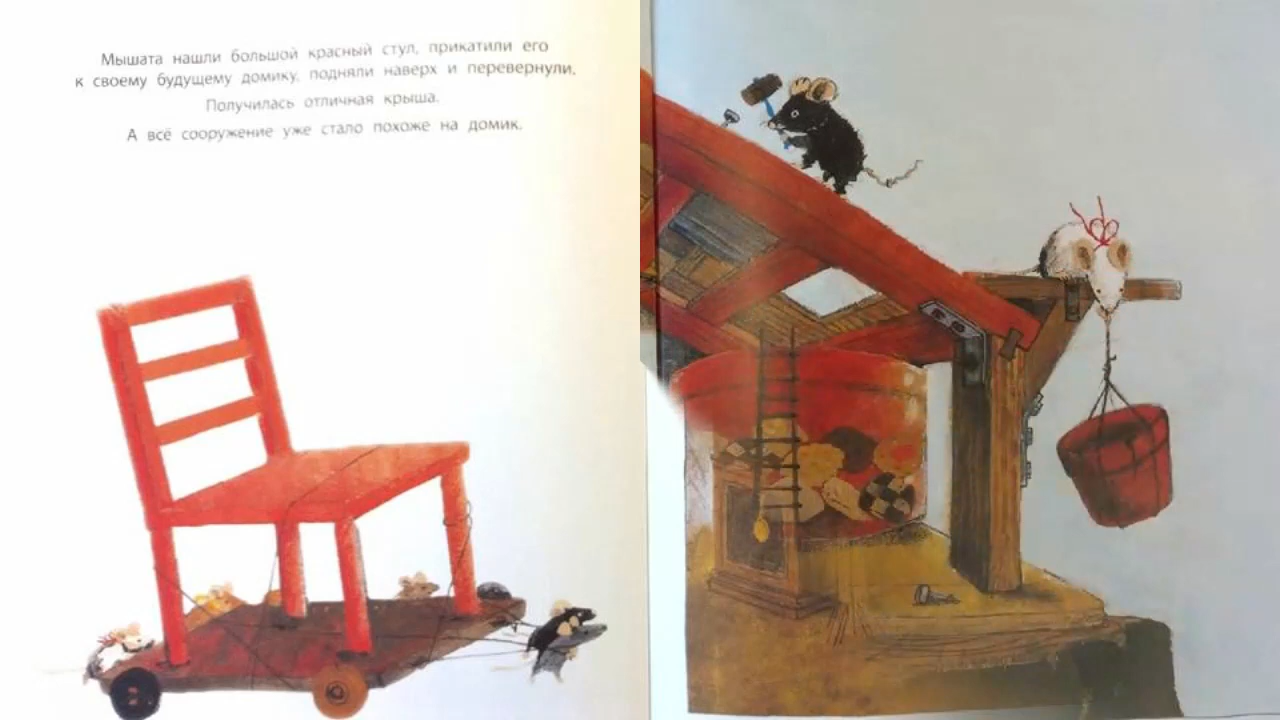 Мышата нашли большой красный стул, прикатили его
к своему будущему домику, подняли наверх и перевернули.
Получилась отличная крыша.
А всё сооружение уже стало похоже на домик.